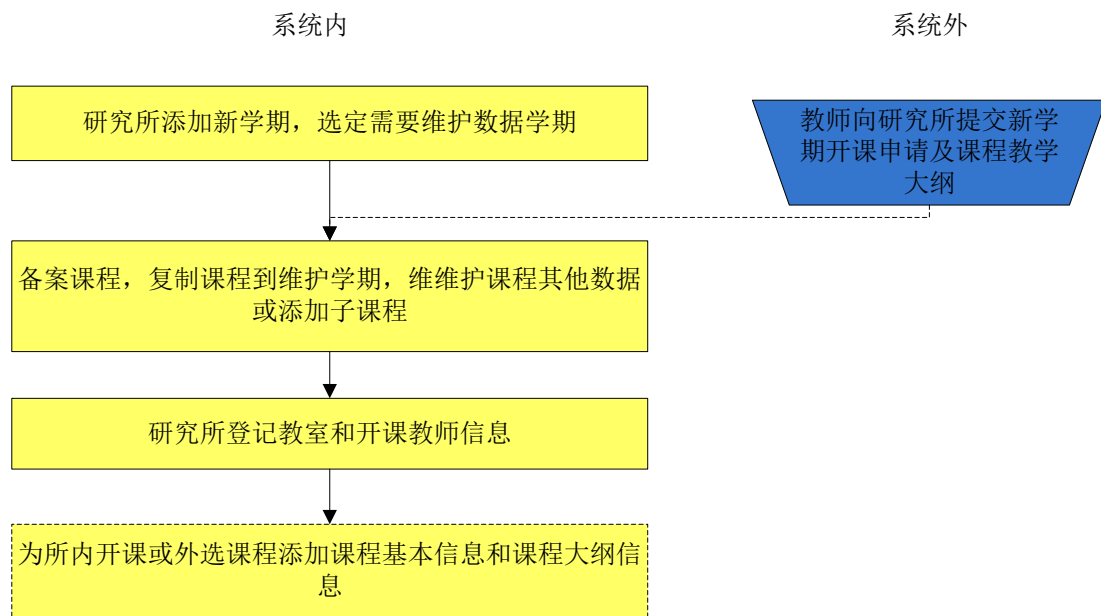 系统内
系统外
研究所添加新学期，选定需要维护数据学期
教师向研究所提交新学
期开课申请及课程教学
大纲
备案课程，复制课程到维护学期，维维护课程其他数据
或添加子课程
研究所登记教室和开课教师信息
为所内开课或外选课程添加课程基本信息和课程大纲信
息